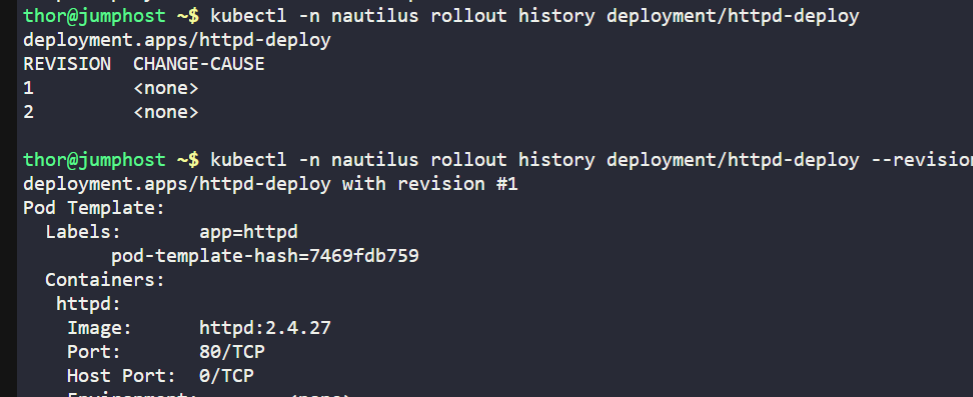 thor@jumphost ~$ kubectl -n nautilus rollout history deployment/httpd-deploy
deployment.apps/httpd-deploy
REVISION  CHANGE-CAUSE
1         <none>
2         <none>
thor@jumphost ~$ kubectl -n nautilus rollout history deployment/httpd-deploy --revision
deployment.apps/httpd-deploy with revision #1
Pod Template:
  Labels:       app=httpd
        pod-template-hash=7469fdb759
  Containers:
   httpd:
    Image:      httpd:2.4.27
    Port:       80/TCP
    Host Port:  0/TCP
    Environment:        <none>